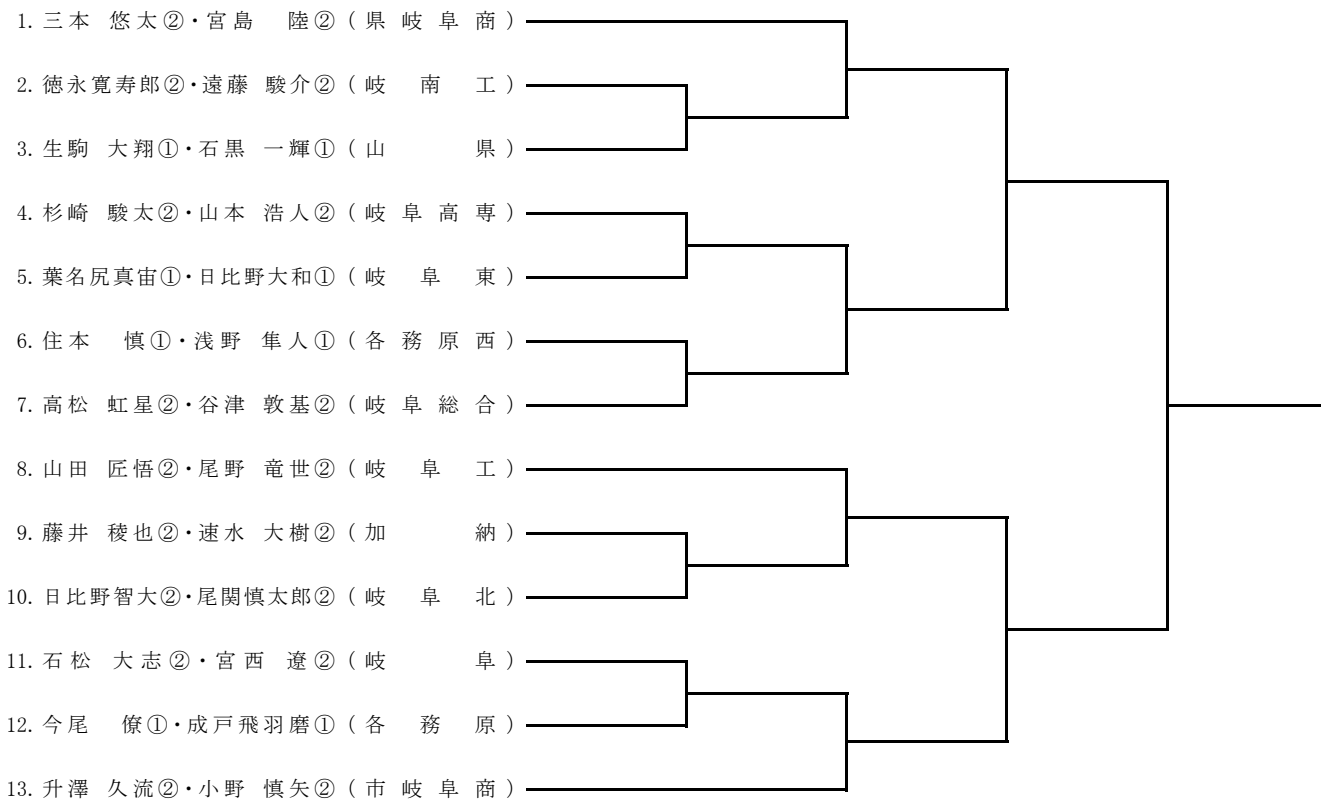 1. 三本 悠太②・宮島 陸②（県岐阜商）
2. 徳永寛寿郎②・遠藤 駿介②（岐南工）
3. 生駒 大翔①・石黒 一輝①（山県）
4. 杉崎 駿太②・山本 浩人②（岐阜高専）
5. 葉名尻真宙①・日比野大和①（岐阜東）
6. 住本 慎①・浅野 隼人①（各務原西）
7. 高松 虹星②・谷津 敦基②（岐阜総合）
8. 山田 匠悟②・尾野 竜世②（岐阜工）
9. 藤井 稜也②・速水 大樹②（加納）
10. 日比野智大②・尾関慎太郎②（岐阜北）
11. 石松 大志②・宮西 遼②（岐阜）
12. 今尾 僚①・成戸飛羽磨①（各務原）
13. 升澤 久流②・小野 慎矢②（市岐阜商）